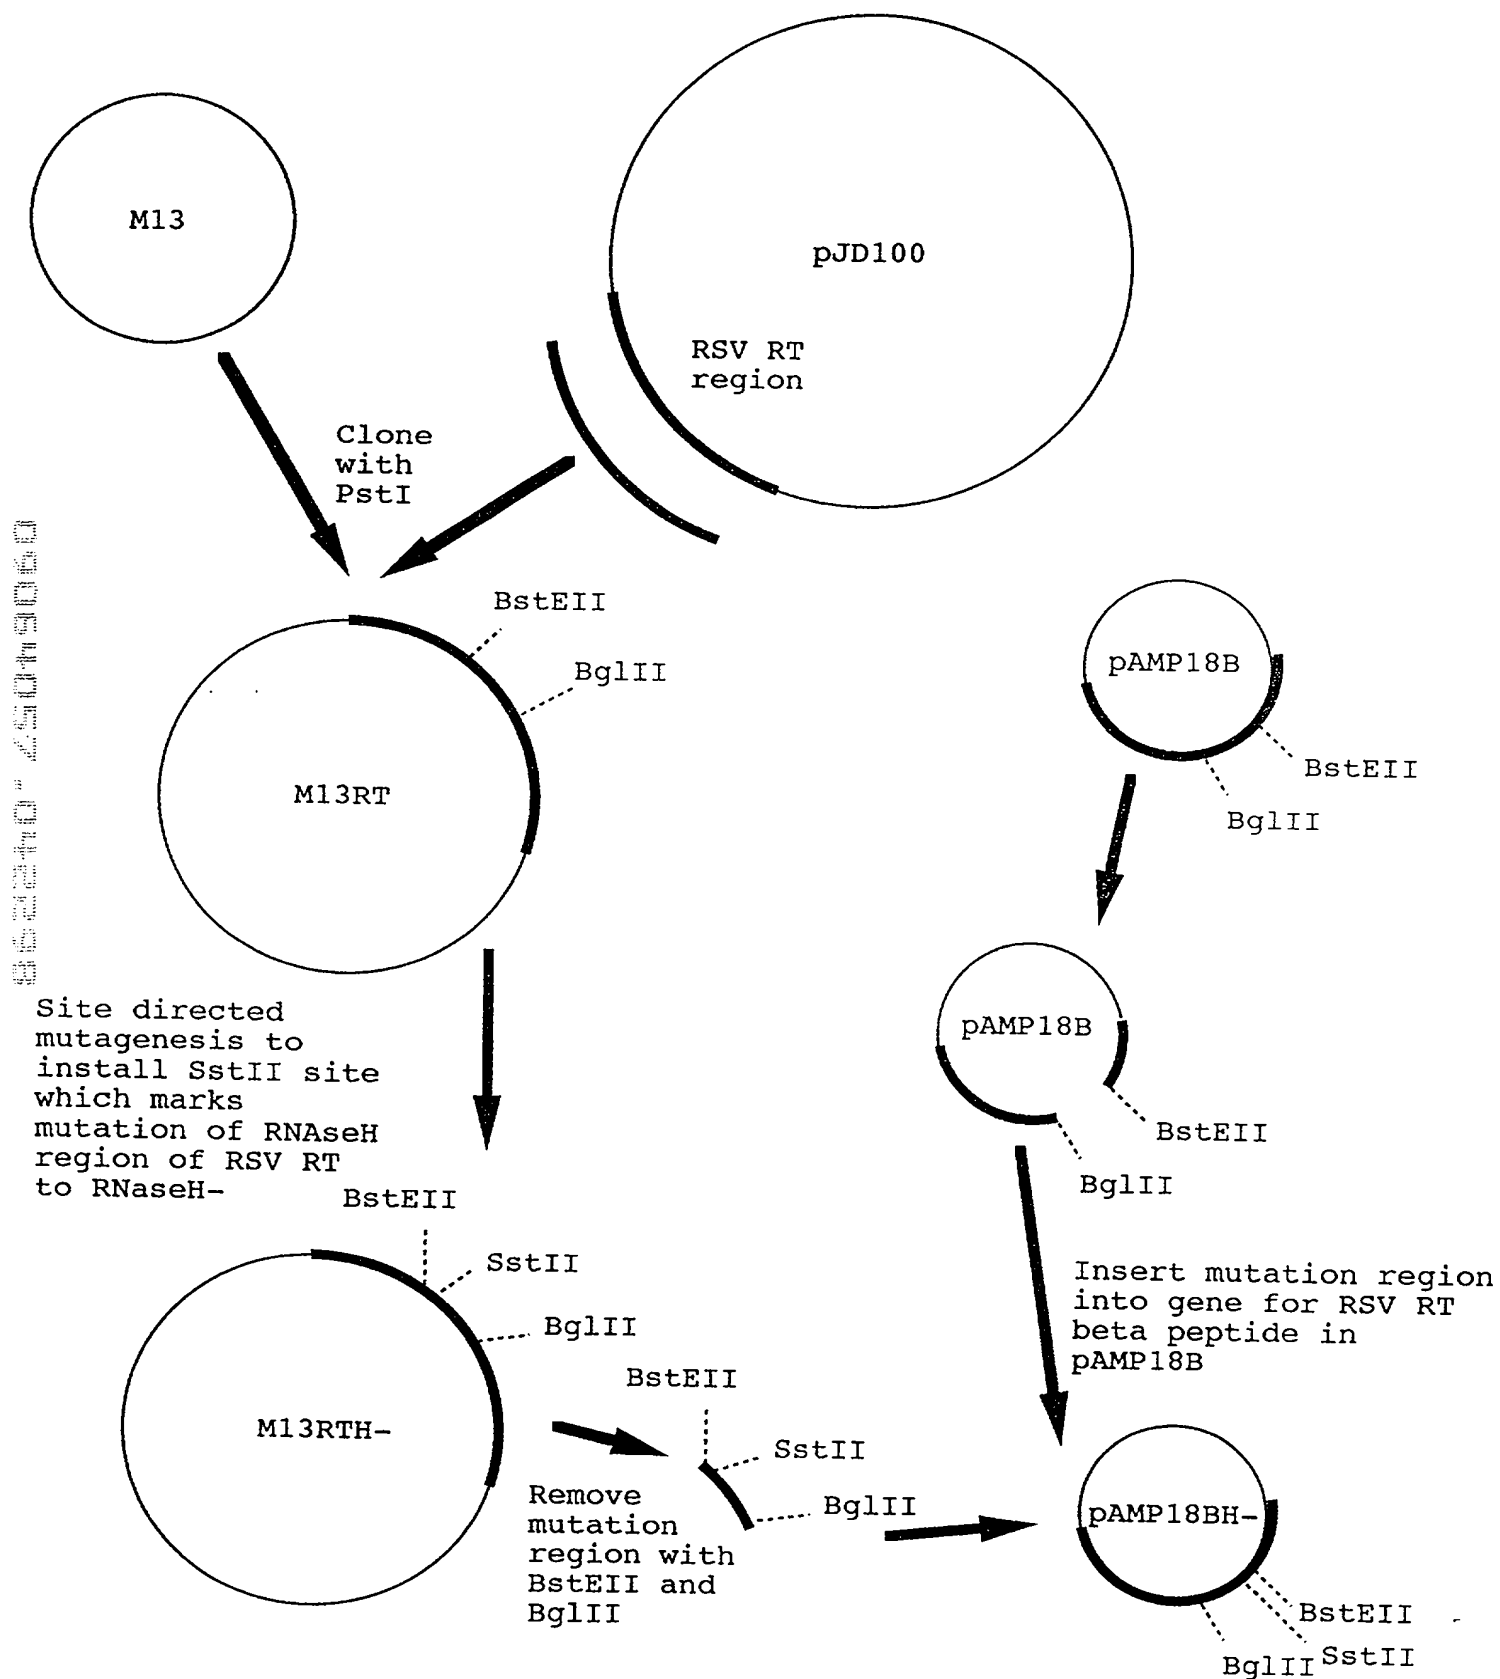 M13
pJD100
RSV RT
region
Clone
with
PstI
BstEII
BglII
M13RT
pAMP18B
BstEII
BglII
09064057.042298
pAMP18B
BstEII
BglII
Site directed
mutagenesis to
install SstII site
which marks
mutation of RNAseH
region of RSV RT
to RNaseH-
BstEII
SstII
BglII
M13RTH-
Insert mutation region
into gene for RSV RT
beta peptide in
pAMP18B
BstEII
SstII
BglII
Remove
mutation
region with
BstEII and
BglII
pAMP18BH-
BstEII
SstII
BglII